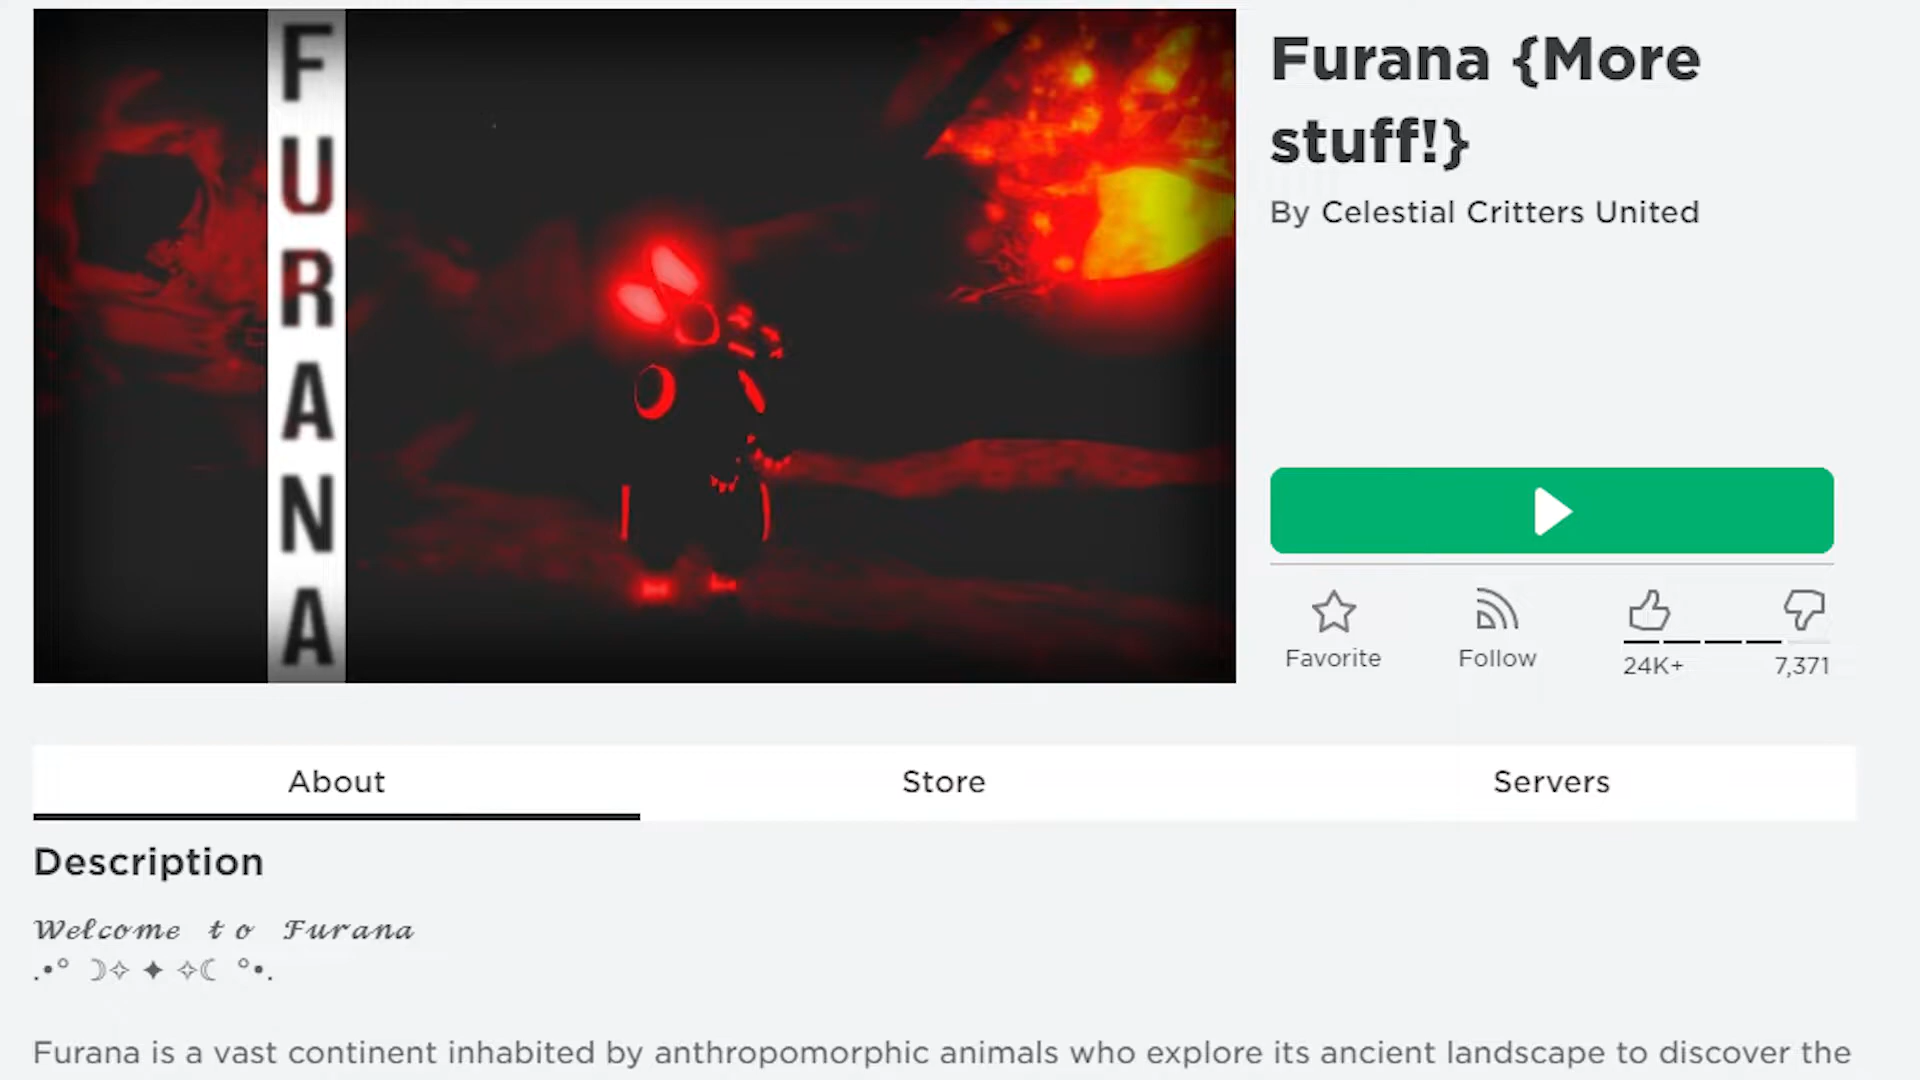 FURANA
Furana {More
stuff!}
By Celestial Critters United
Favorite
Follow
24K+
7,371
About
Store
Servers
Description
𝓦𝓮𝓵𝓬𝓸𝓶𝓮 𝓽𝓸 𝓕𝓾𝓻𝓪𝓷𝓪
.•° ☽✧ ✦ ✧☾ °•.
Furana is a vast continent inhabited by anthropomorphic animals who explore its ancient landscape to discover the